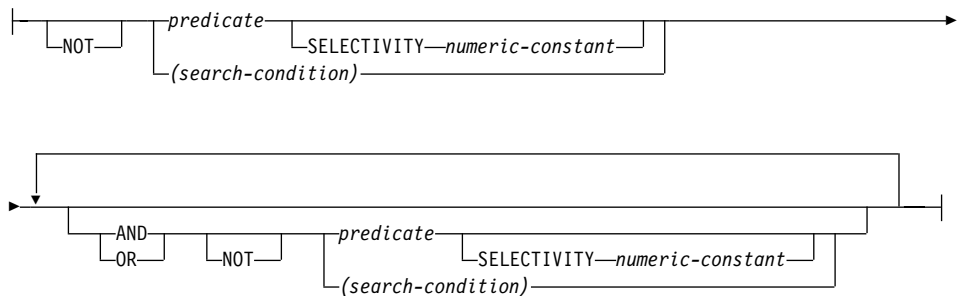 predicate
NOT SELECTIVITY numeric-constant
(search-condition)
AND predicate
OR NOT SELECTIVITY numeric-constant
(search-condition)